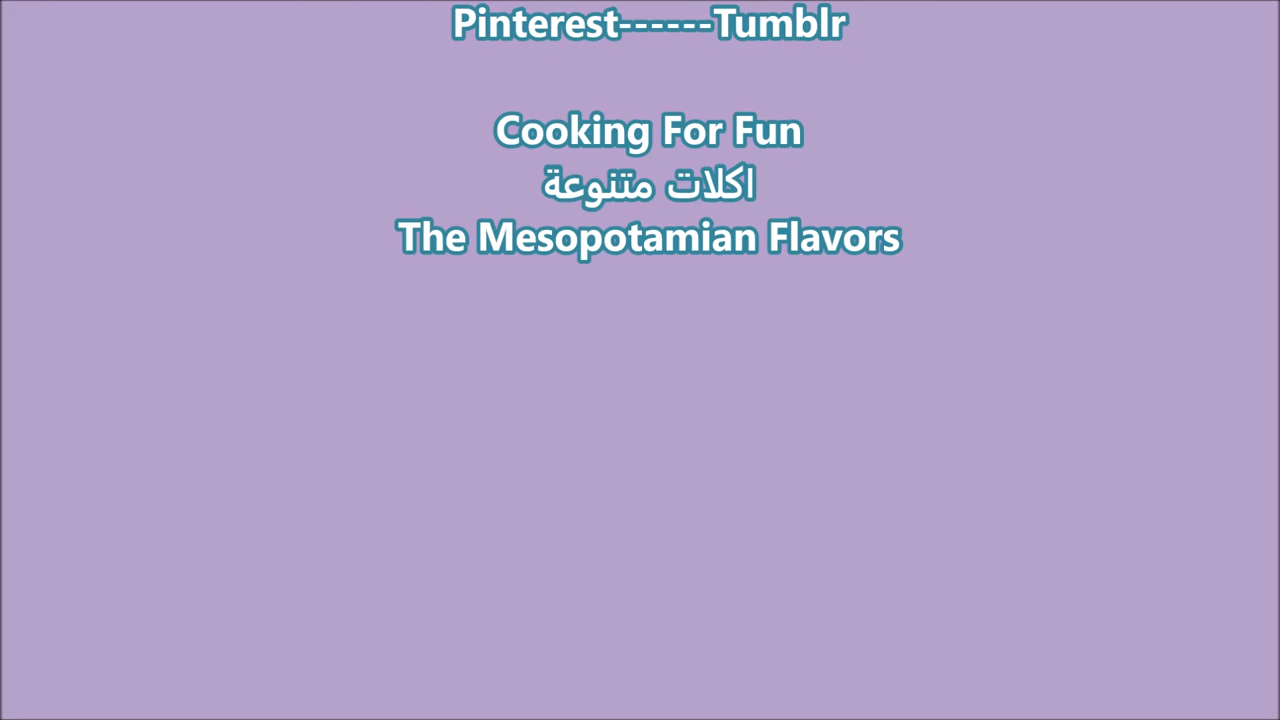 Pinterest------Tumblr
Cooking For Fun
اكلات متنوعة
The Mesopotamian Flavors